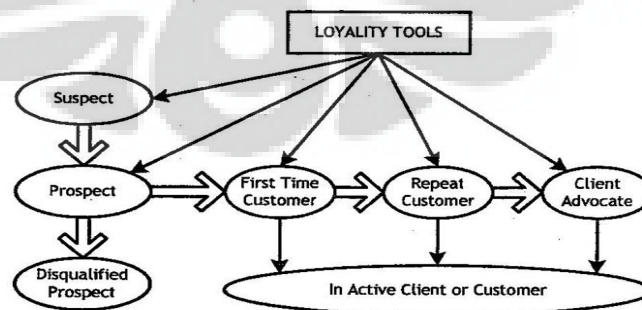 LOYALITY TOOLS
Suspect
Prospect
First Time
Customer
Repeat
Customer
Client
Advocate
Disqualified
Prospect
In Active Client or Customer